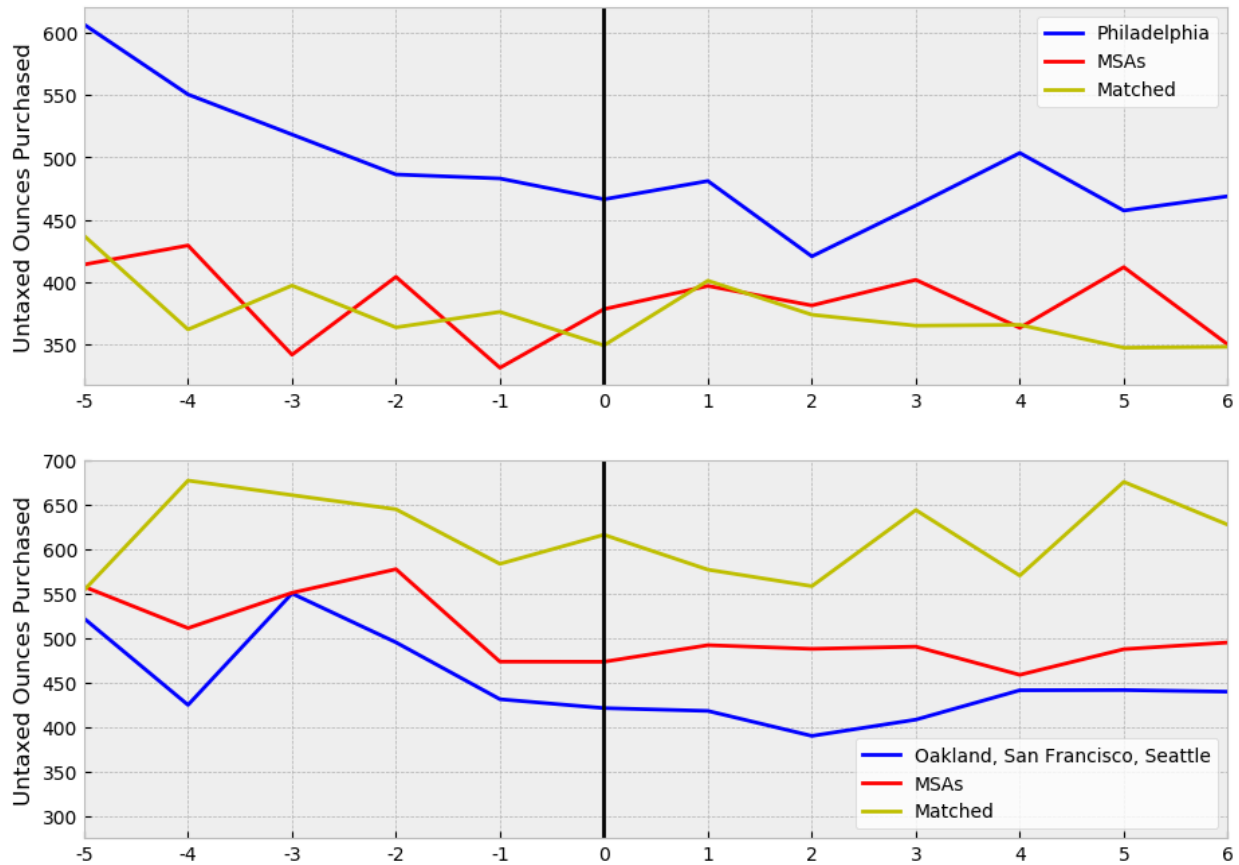 Untaxed Ounces Purchased
600
550
500
450
400
350
Philadelphia
MSAs
Matched
-5 -4 -3 -2 -1 0 1 2 3 4 5 6
Untaxed Ounces Purchased
700
650
600
550
500
450
400
350
300
Oakland, San Francisco, Seattle
MSAs
Matched
-5 -4 -3 -2 -1 0 1 2 3 4 5 6